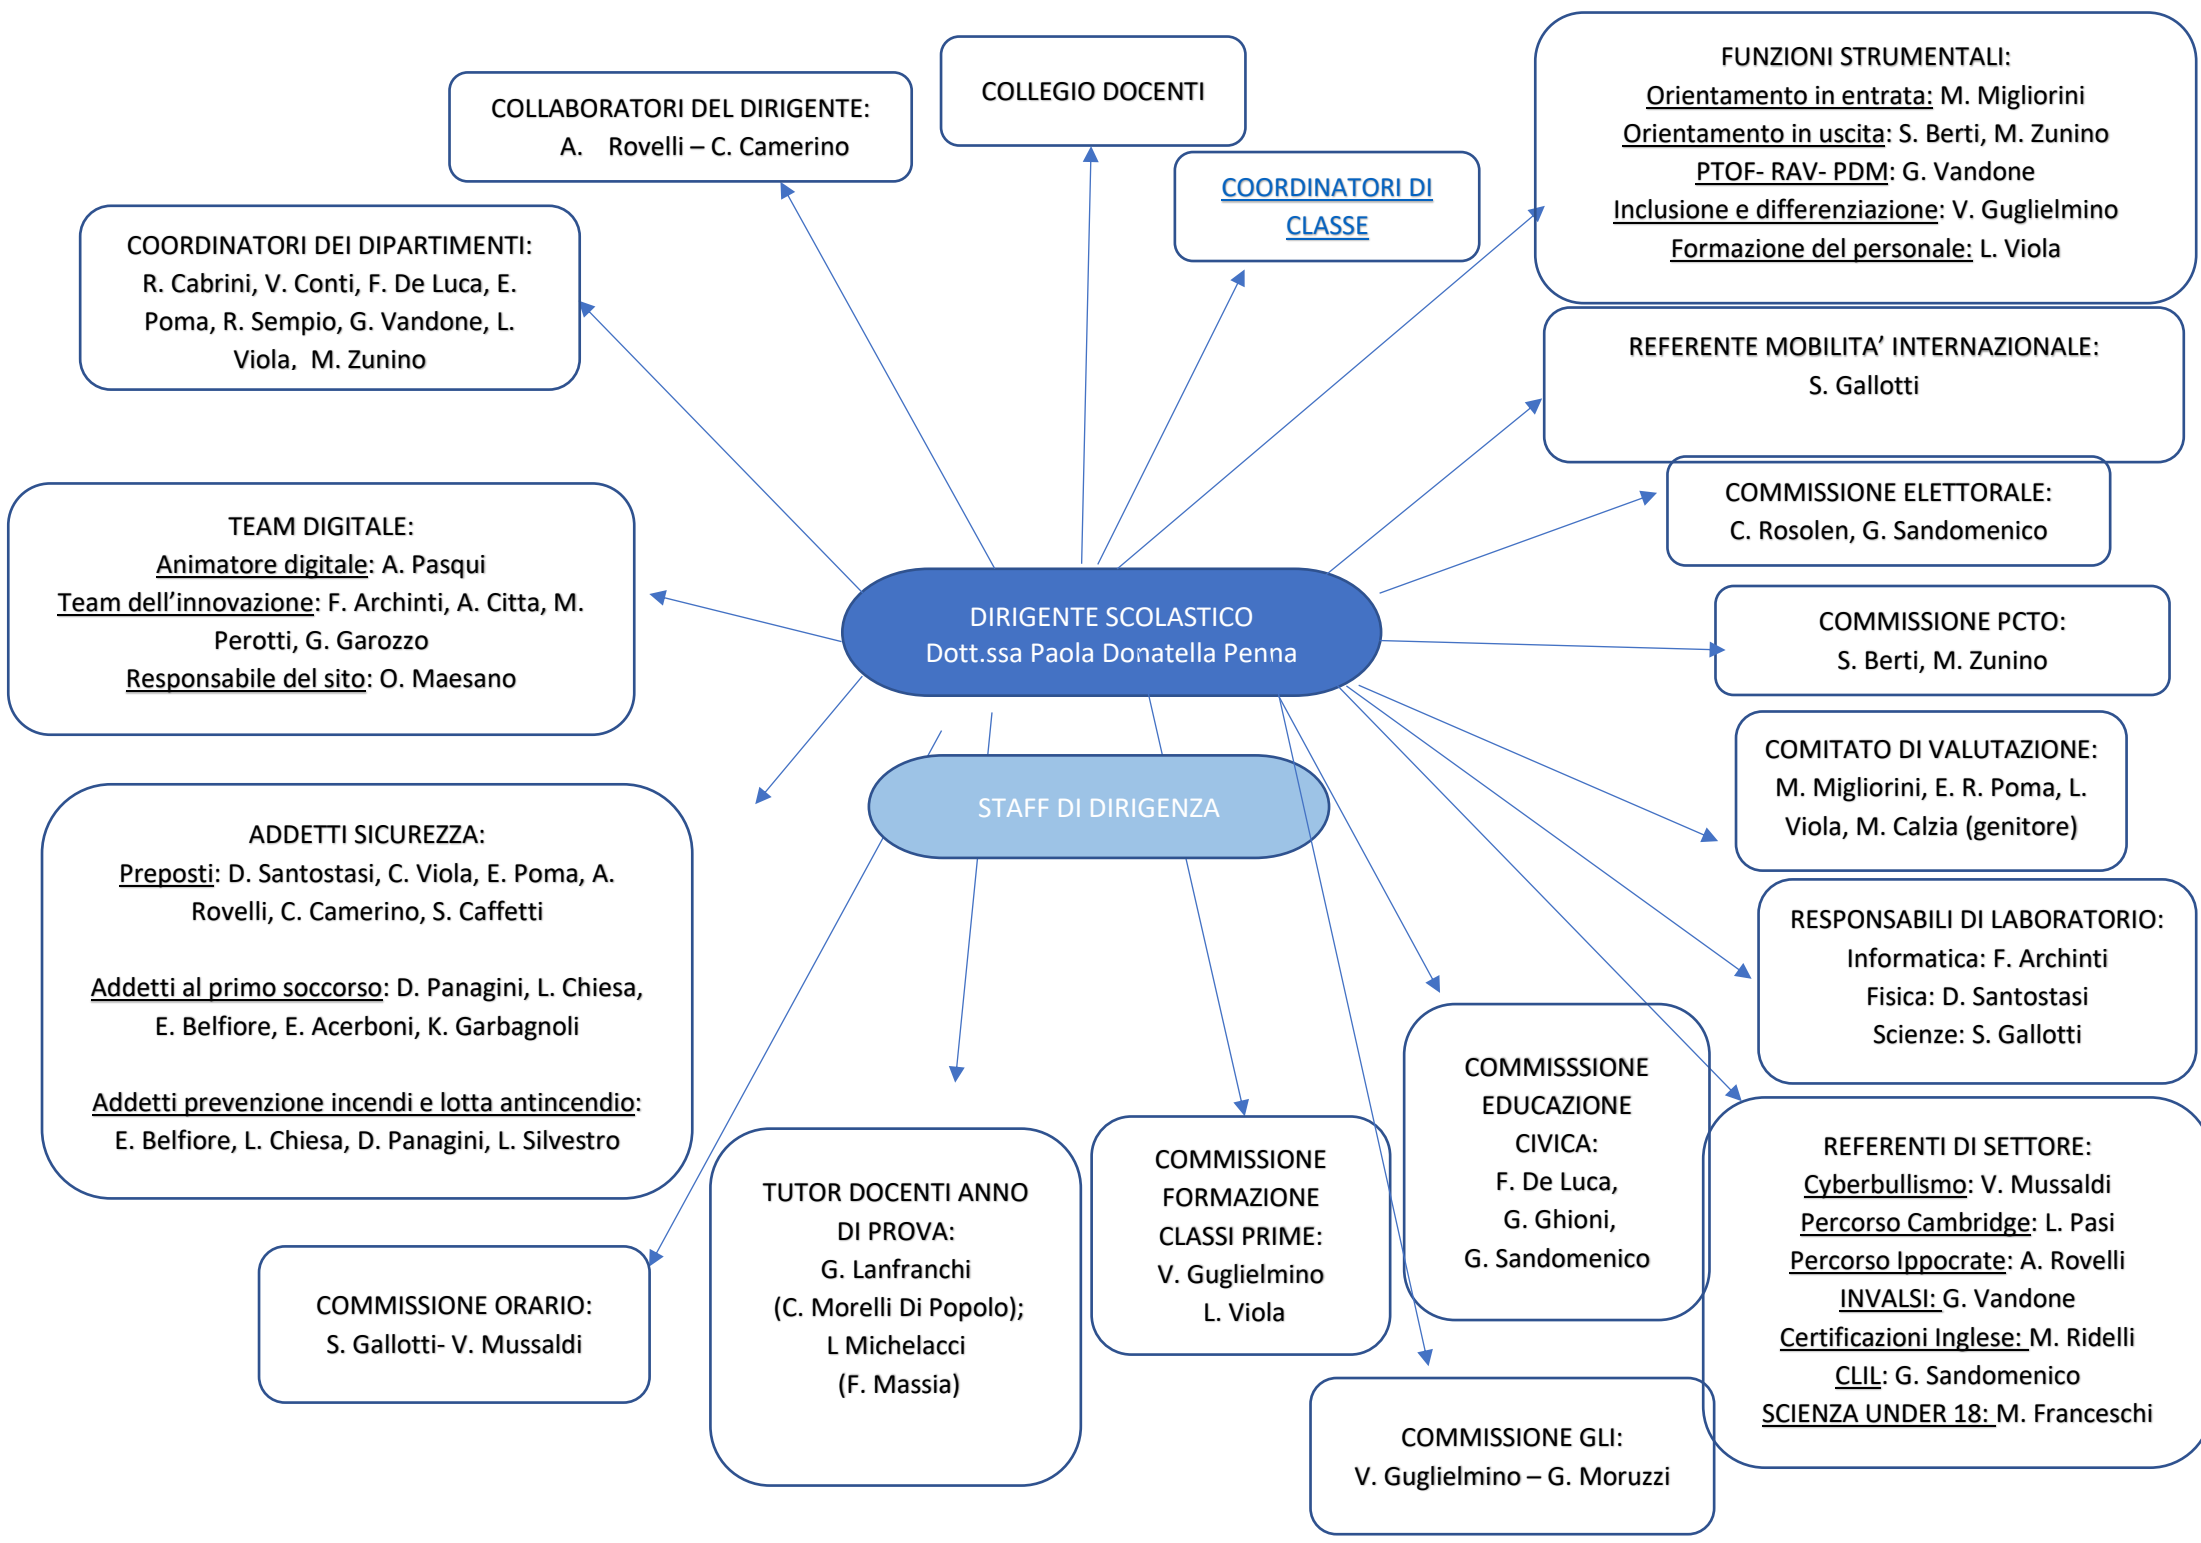 COLLEGIO DOCENTI
COLLABORATORI DEL DIRIGENTE:
A. Rovelli – C. Camerino
COORDINATORI DI
CLASSE
FUNZIONI STRUMENTALI:
Orientamento in entrata: M. Migliorini
Orientamento in uscita: S. Berti, M. Zunino
PTOF- RAV- PDM: G. Vandone
Inclusione e differenziazione: V. Guglielmino
Formazione del personale: L. Viola
COORDINATORI DEI DIPARTIMENTI:
R. Cabrini, V. Conti, F. De Luca, E.
Poma, R. Sempio, G. Vandone, L.
Viola, M. Zunino
REFERENTE MOBILITA’ INTERNAZIONALE:
S. Gallotti
COMMISSIONE ELETTORALE:
C. Rosolen, G. Sandomenico
TEAM DIGITALE:
Animatore digitale: A. Pasqui
Team dell’innovazione: F. Archinti, A. Citta, M.
Perotti, G. Garozzo
Responsabile del sito: O. Maesano
DIRIGENTE SCOLASTICO
Dott.ssa Paola Donatella Penna
COMMISSIONE PCTO:
S. Berti, M. Zunino
STAFF DI DIRIGENZA
COMITATO DI VALUTAZIONE:
M. Migliorini, E. R. Poma, L.
Viola, M. Calzia (genitore)
ADDETTI SICUREZZA:
Preposti: D. Santostasi, C. Viola, E. Poma, A.
Rovelli, C. Camerino, S. Caffetti
Addetti al primo soccorso: D. Panagini, L. Chiesa,
E. Belfiore, E. Acerboni, K. Garbagnoli
Addetti prevenzione incendi e lotta antincendio:
E. Belfiore, L. Chiesa, D. Panagini, L. Silvestro
RESPONSABILI DI LABORATORIO:
Informatica: F. Archinti
Fisica: D. Santostasi
Scienze: S. Gallotti
COMMISSIONE ORARIO:
S. Gallotti- V. Mussaldi
TUTOR DOCENTI ANNO
DI PROVA:
G. Lanfranchi
(C. Morelli Di Popolo);
L Michelacci
(F. Massia)
COMMISSIONE
FORMAZIONE
CLASSI PRIME:
V. Guglielmino
L. Viola
COMMISSSIONE
EDUCAZIONE
CIVICA:
F. De Luca,
G. Ghioni,
G. Sandomenico
REFERENTI DI SETTORE:
Cyberbullismo: V. Mussaldi
Percorso Cambridge: L. Pasi
Percorso Ippocrate: A. Rovelli
INVALSI: G. Vandone
Certificazioni Inglese: M. Ridelli
CLIL: G. Sandomenico
SCIENZA UNDER 18: M. Franceschi
COMMISSIONE GLI:
V. Guglielmino – G. Moruzzi